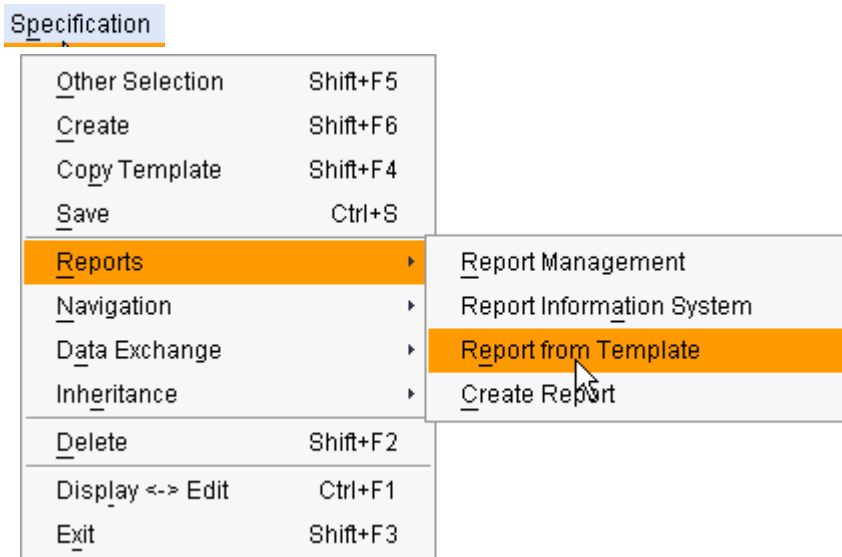 Specification
Other Selection Shift+F5
Create Shift+F6
Copy Template Shift+F4
Save Ctrl+S
Reports
Report Management
Navigation
Report Information System
Data Exchange
Report from Template
Inheritance
Create Report
Delete Shift+F2
Display <-> Edit Ctrl+F1
Exit Shift+F3